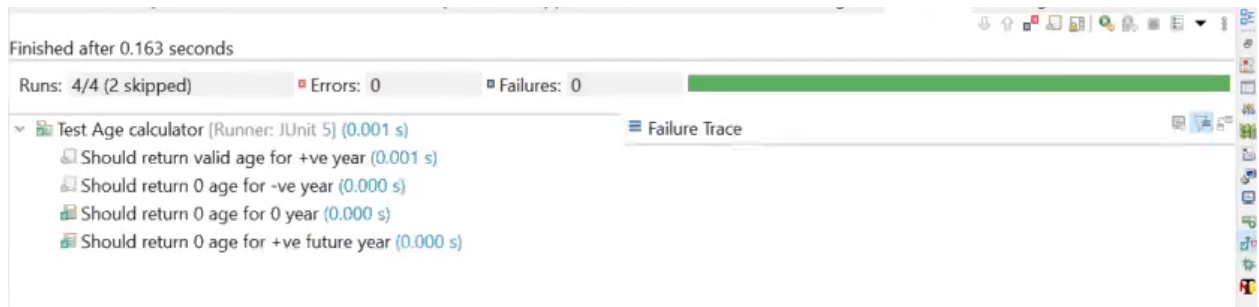 Finished after 0.163 seconds
Runs: 4/4 (2 skipped) Errors: 0 Failures: 0
Test Age calculator [Runner: JUnit 5] (0.001 s)
Failure Trace
Should return valid age for +ve year (0.001 s)
Should return 0 age for -ve year (0.000 s)
Should return 0 age for 0 year (0.000 s)
Should return 0 age for +ve future year (0.000 s)